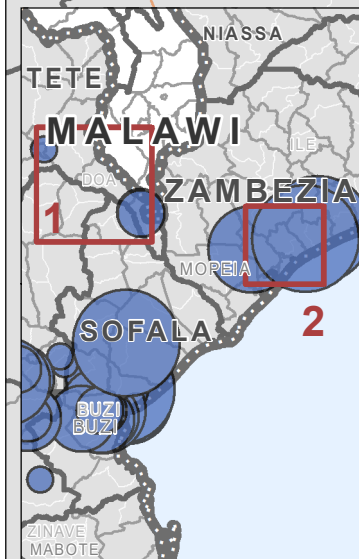 NIASSA
TETE
MALAWI
ILE
DOA
ZAMBEZIA
1
MOPEIA
2
SOFALA
BUZI
BUZI
ZINAVE
MABOTE